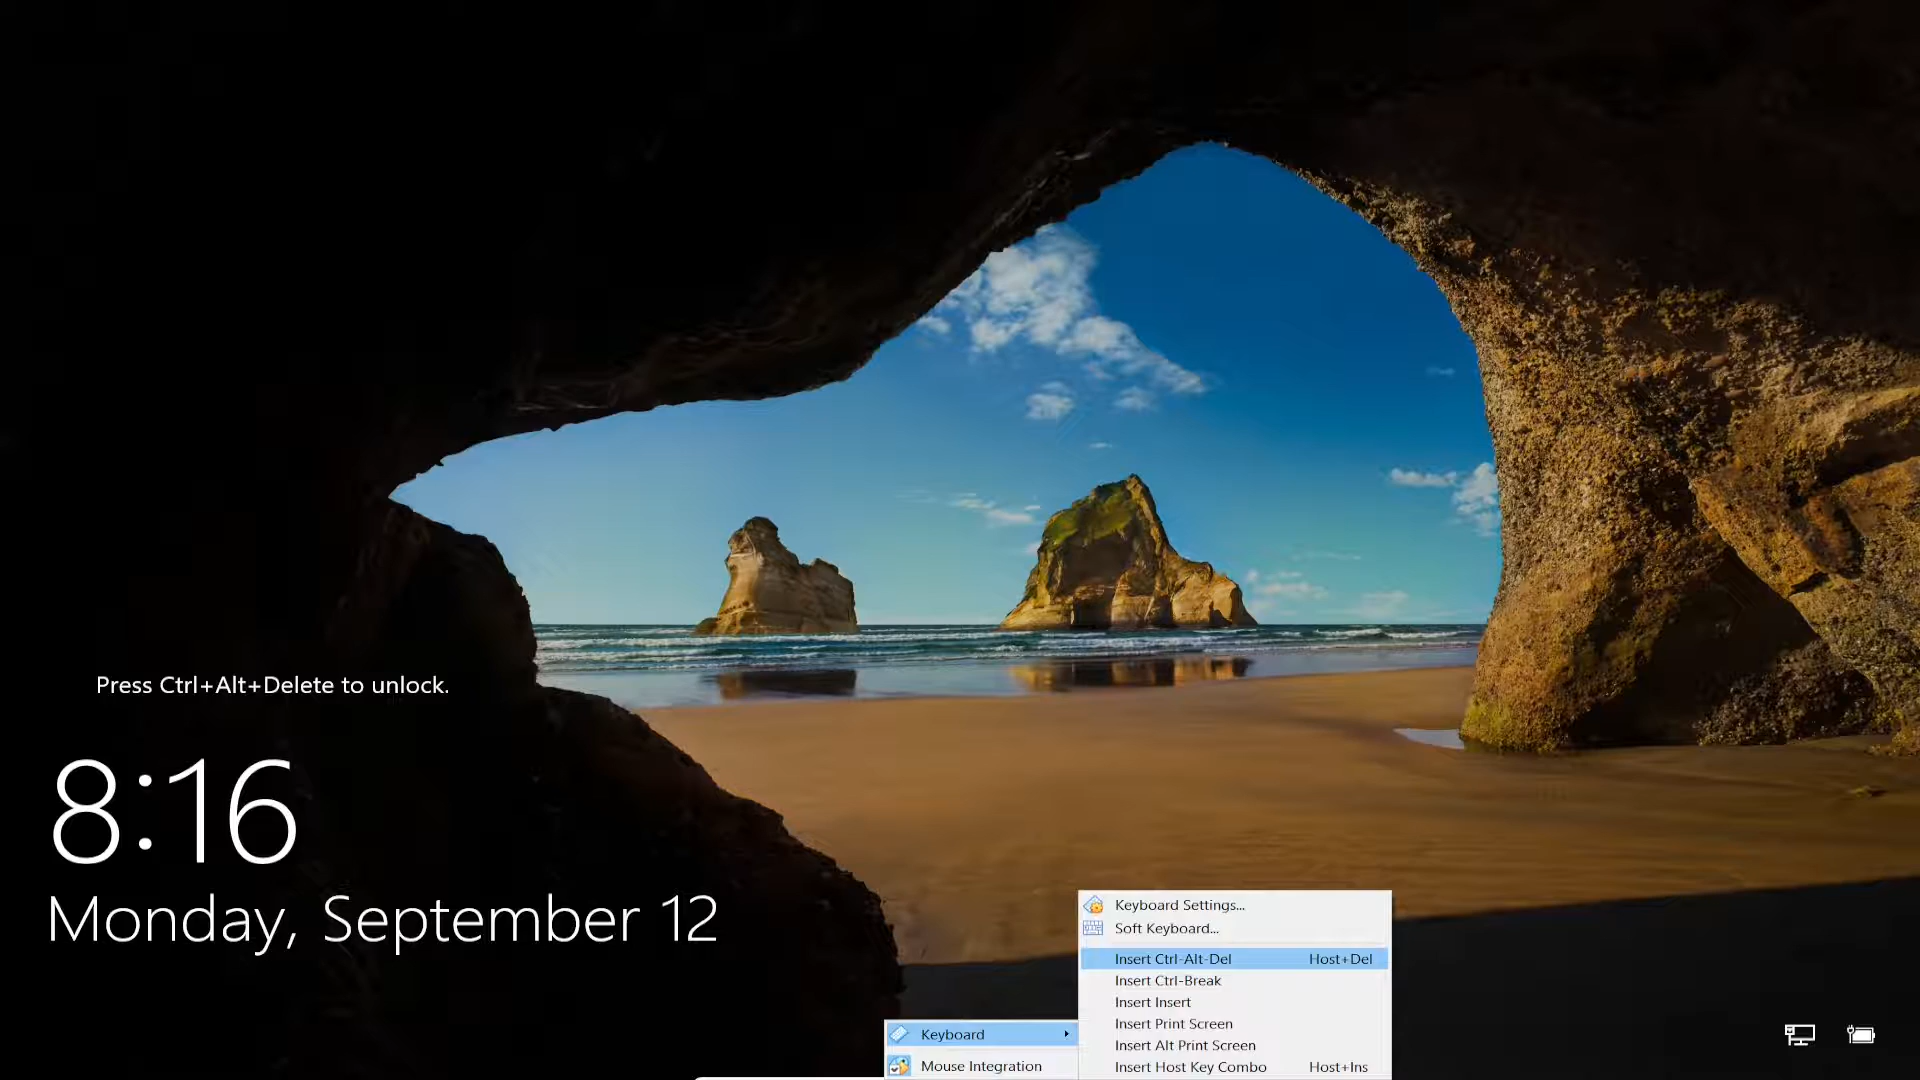 Press Ctrl+Alt+Delete to unlock.
8:16
Monday, September 12
Keyboard Settings...
Soft Keyboard...
Insert Ctrl-Alt-Del Host+Del
Insert Ctrl-Break
Insert Insert
Insert Print Screen
Insert Alt Print Screen
Insert Host Key Combo Host+Ins
Keyboard
Mouse Integration